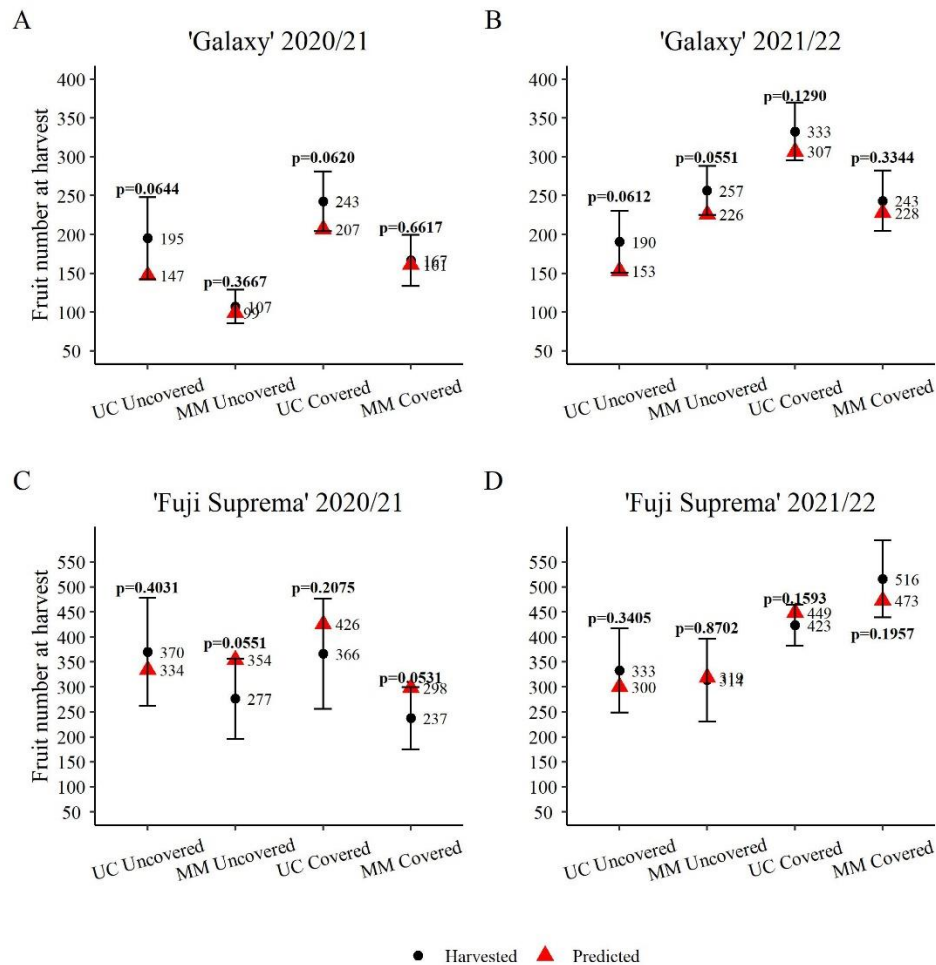 A
'Galaxy' 2020/21
Fruit number at harvest
400
350
300
250
200
150
100
50
p=0.0644
195
147
p=0.3667
107
99
p=0.0620
243
207
p=0.6617
167
161
UC Uncovered
MM Uncovered
UC Covered
MM Covered
B
'Galaxy' 2021/22
400
350
300
250
200
150
100
50
p=0.0612
190
153
p=0.0551
257
226
p=0.1290
333
307
p=0.3344
243
228
UC Uncovered
MM Uncovered
UC Covered
MM Covered
C
'Fuji Suprema' 2020/21
Fruit number at harvest
550
500
450
400
350
300
250
200
150
100
50
p=0.4031
370
334
p=0.0551
354
277
p=0.2075
426
366
p=0.0531
298
237
UC Uncovered
MM Uncovered
UC Covered
MM Covered
D
'Fuji Suprema' 2021/22
550
500
450
400
350
300
250
200
150
100
50
p=0.3405
333
300
p=0.8702
319
314
p=0.1593
449
423
516
473
p=0.1957
UC Uncovered
MM Uncovered
UC Covered
MM Covered
Harvested
Predicted